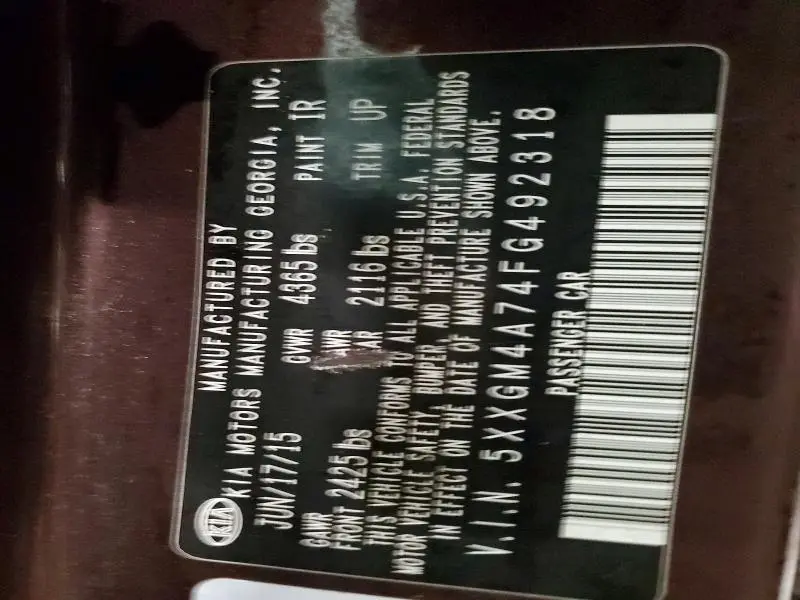 MANUFACTURED BY
KIA KIA MOTORS MANUFACTURING GEORGIA, INC.
JUN/17/15 GVWR 4365 lbs PAINT IR
GAWR
FRONT 2425 lbs 2116 lbs TRIM UP
THIS VEHICLE CONFORMS TO ALL APPLICABLE U.S.A. FEDERAL
MOTOR VEHICLE SAFETY, BUMPER, AND THEFT PREVENTION STANDARDS
IN EFFECT ON THE DATE OF MANUFACTURE SHOWN ABOVE.
V.I.N. 5XXGM4A74FG492318
PASSENGER CAR